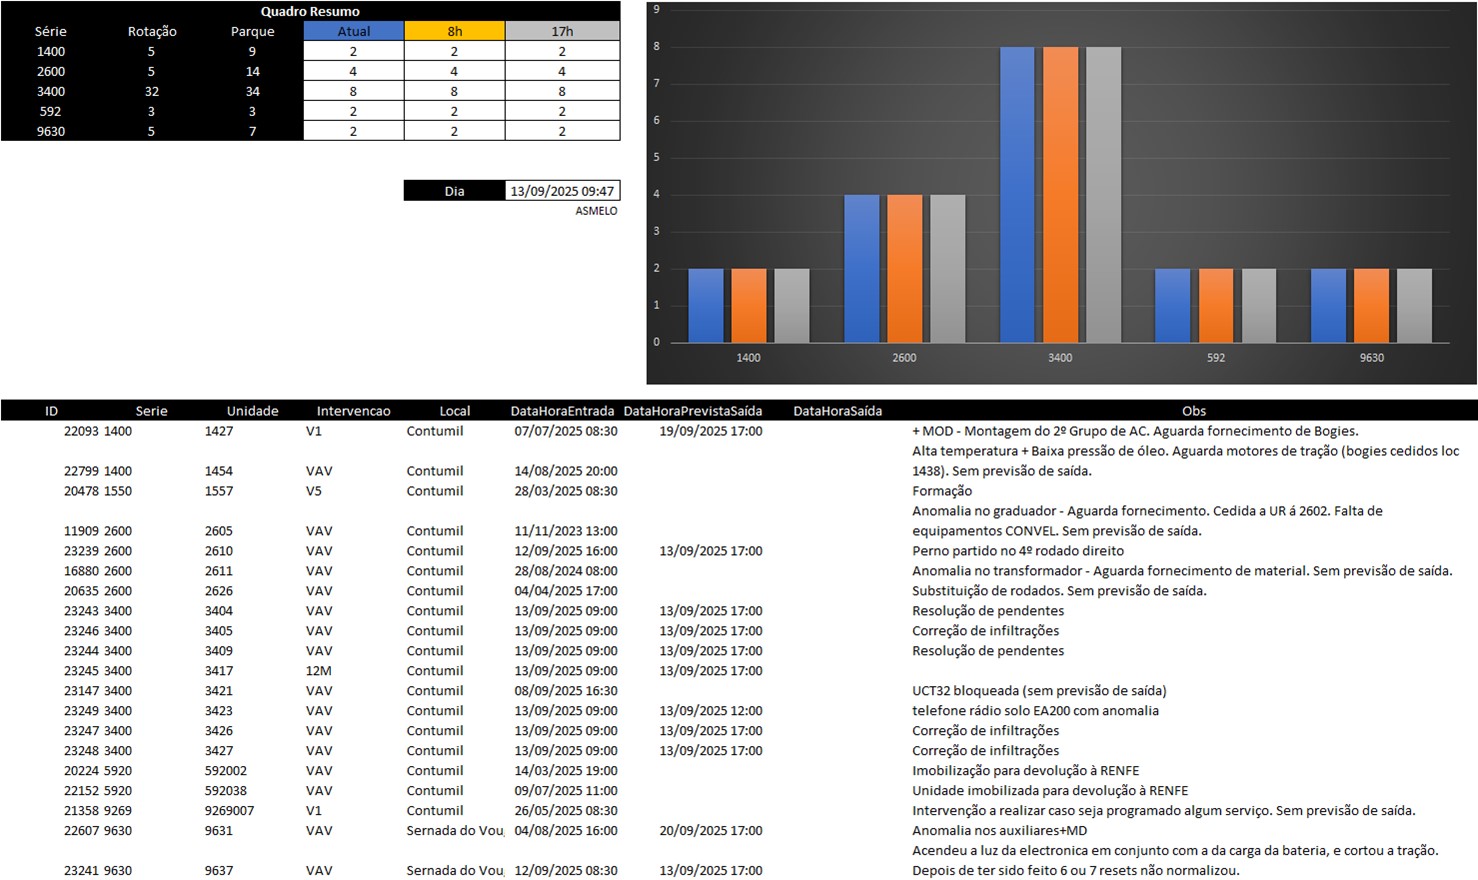 Quadro Resumo
Série Rotação Parque Atual 8h 17h
1400 5 9 2 2 2
2600 5 14 4 4 4
3400 32 34 8 8 8
592 3 3 2 2 2
9630 5 7 2 2 2
Dia 13/09/2025 09:47
ASMELO
9
8
7
6
5
4
3
2
1
0
1400 2600 3400 592 9630
ID Serie Unidade Intervencao Local DataHoraEntrada DataHoraPrevistaSaída DataHoraSaída Obs
22093 1400 1427 V1 Contumil 07/07/2025 08:30 19/09/2025 17:00 + MOD - Montagem do 2º Grupo de AC. Aguarda fornecimento de Bogies.
Alta temperatura + Baixa pressão de óleo. Aguarda motores de tração (bogies cedidos loc
22799 1400 1454 VAV Contumil 14/08/2025 20:00 1438). Sem previsão de saída.
20478 1550 1557 V5 Contumil 28/03/2025 08:30 Formação
Anomalia no graduador - Aguarda fornecimento. Cedida a UR á 2602. Falta de
11909 2600 2605 VAV Contumil 11/11/2023 13:00 equipamentos CONVEL. Sem previsão de saída.
23239 2600 2610 VAV Contumil 12/09/2025 16:00 13/09/2025 17:00 Perno partido no 4º rodado direito
16880 2600 2611 VAV Contumil 28/08/2024 08:00 Anomalia no transformador - Aguarda fornecimento de material. Sem previsão de saída.
20635 2600 2626 VAV Contumil 04/04/2025 17:00 Substituição de rodados. Sem previsão de saída.
23243 3400 3404 VAV Contumil 13/09/2025 09:00 13/09/2025 17:00 Resolução de pendentes
23246 3400 3405 VAV Contumil 13/09/2025 09:00 13/09/2025 17:00 Correção de infiltrações
23244 3400 3409 VAV Contumil 13/09/2025 09:00 13/09/2025 17:00 Resolução de pendentes
23245 3400 3417 12M Contumil 13/09/2025 09:00 13/09/2025 17:00
23147 3400 3421 VAV Contumil 08/09/2025 16:30 UCT32 bloqueada (sem previsão de saída)
23249 3400 3423 VAV Contumil 13/09/2025 09:00 13/09/2025 12:00 telefone rádio solo EA200 com anomalia
23247 3400 3426 VAV Contumil 13/09/2025 09:00 13/09/2025 17:00 Correção de infiltrações
23248 3400 3427 VAV Contumil 13/09/2025 09:00 13/09/2025 17:00 Correção de infiltrações
20224 5920 592002 VAV Contumil 14/03/2025 19:00 Imobilização para devolução à RENFE
22152 5920 592038 VAV Contumil 09/07/2025 11:00 Unidade imobilizada para devolução à RENFE
21358 9269 9269007 V1 Contumil 26/05/2025 08:30 Intervenção a realizar caso seja programado algum serviço. Sem previsão de saída.
22607 9630 9631 VAV Sernada do Vou 04/08/2025 16:00 20/09/2025 17:00 Anomalia nos auxiliares+MD
Acendeu a luz da electronica em conjunto com a da carga da bateria, e cortou a tração.
23241 9630 9637 VAV Sernada do Vou 12/09/2025 08:30 13/09/2025 17:00 Depois de ter sido feito 6 ou 7 resets não normalizou.